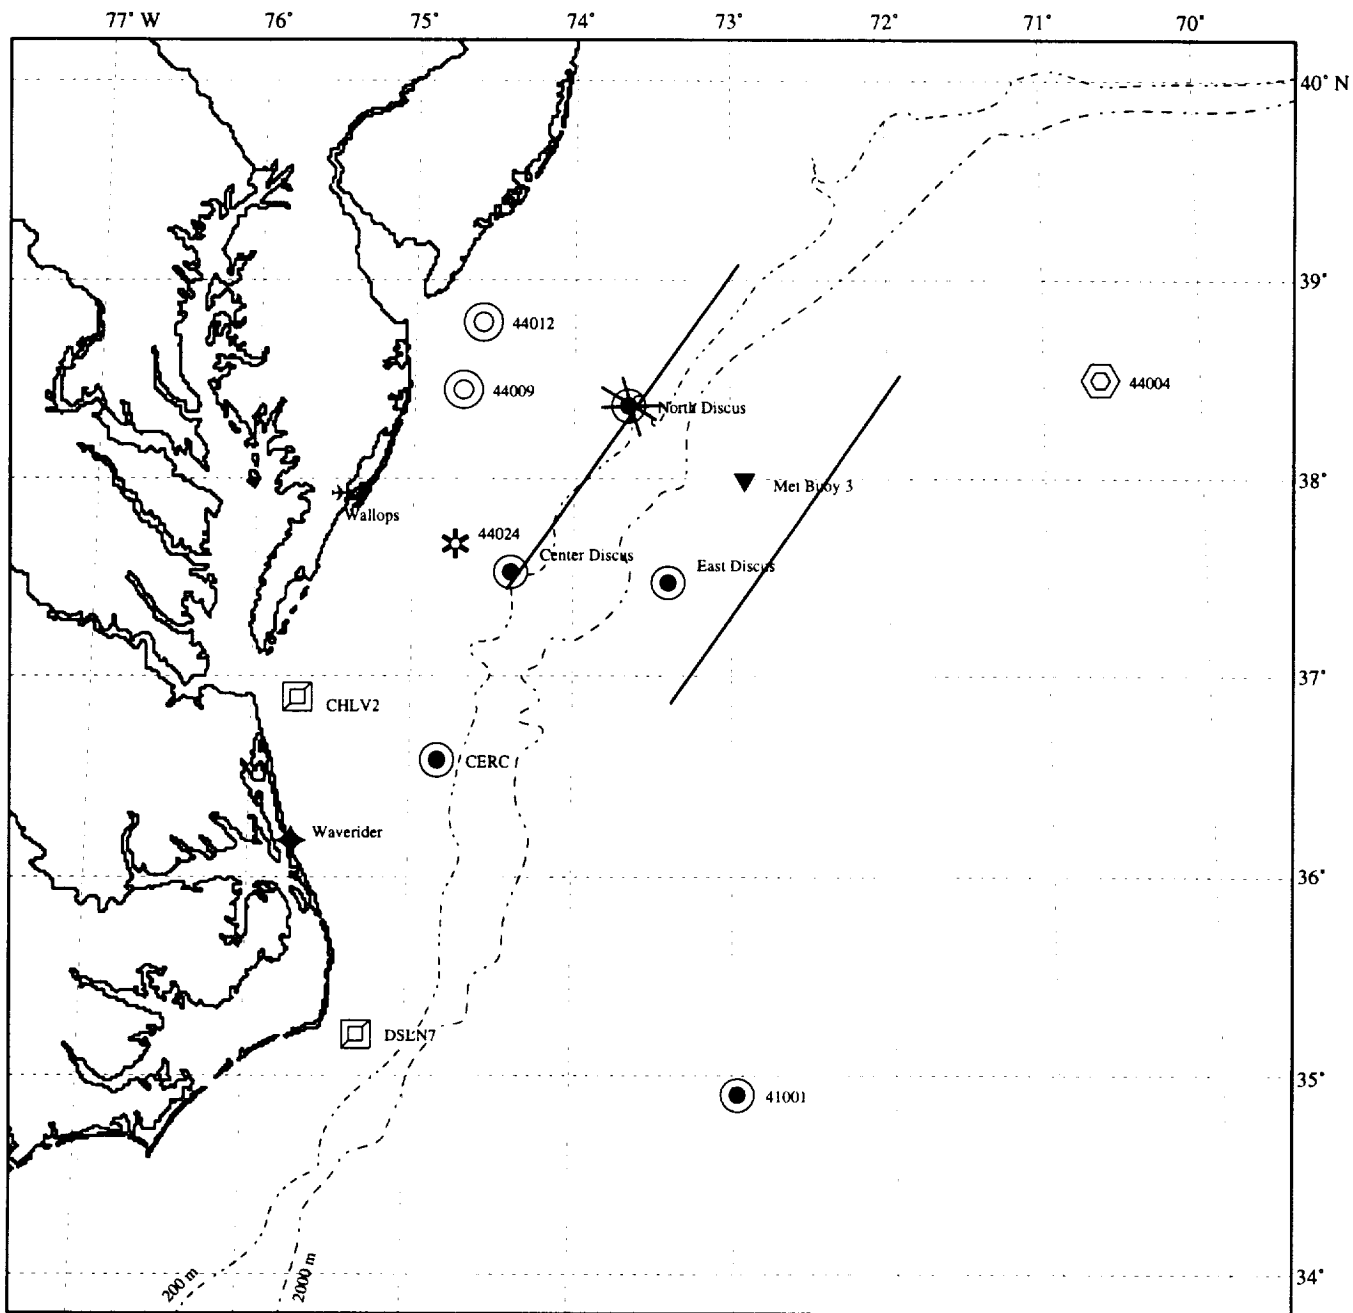 77° W 76° 75° 74° 73° 72° 71° 70°
40° N
39°
44012
44004
44009
North Discus
38°
Met Buoy 3
Wallops
44024
Center Discus
East Discus
37°
CHLV2
CERC
Waverider
36°
DSLN7
35°
41001
200 m
2000 m
34°